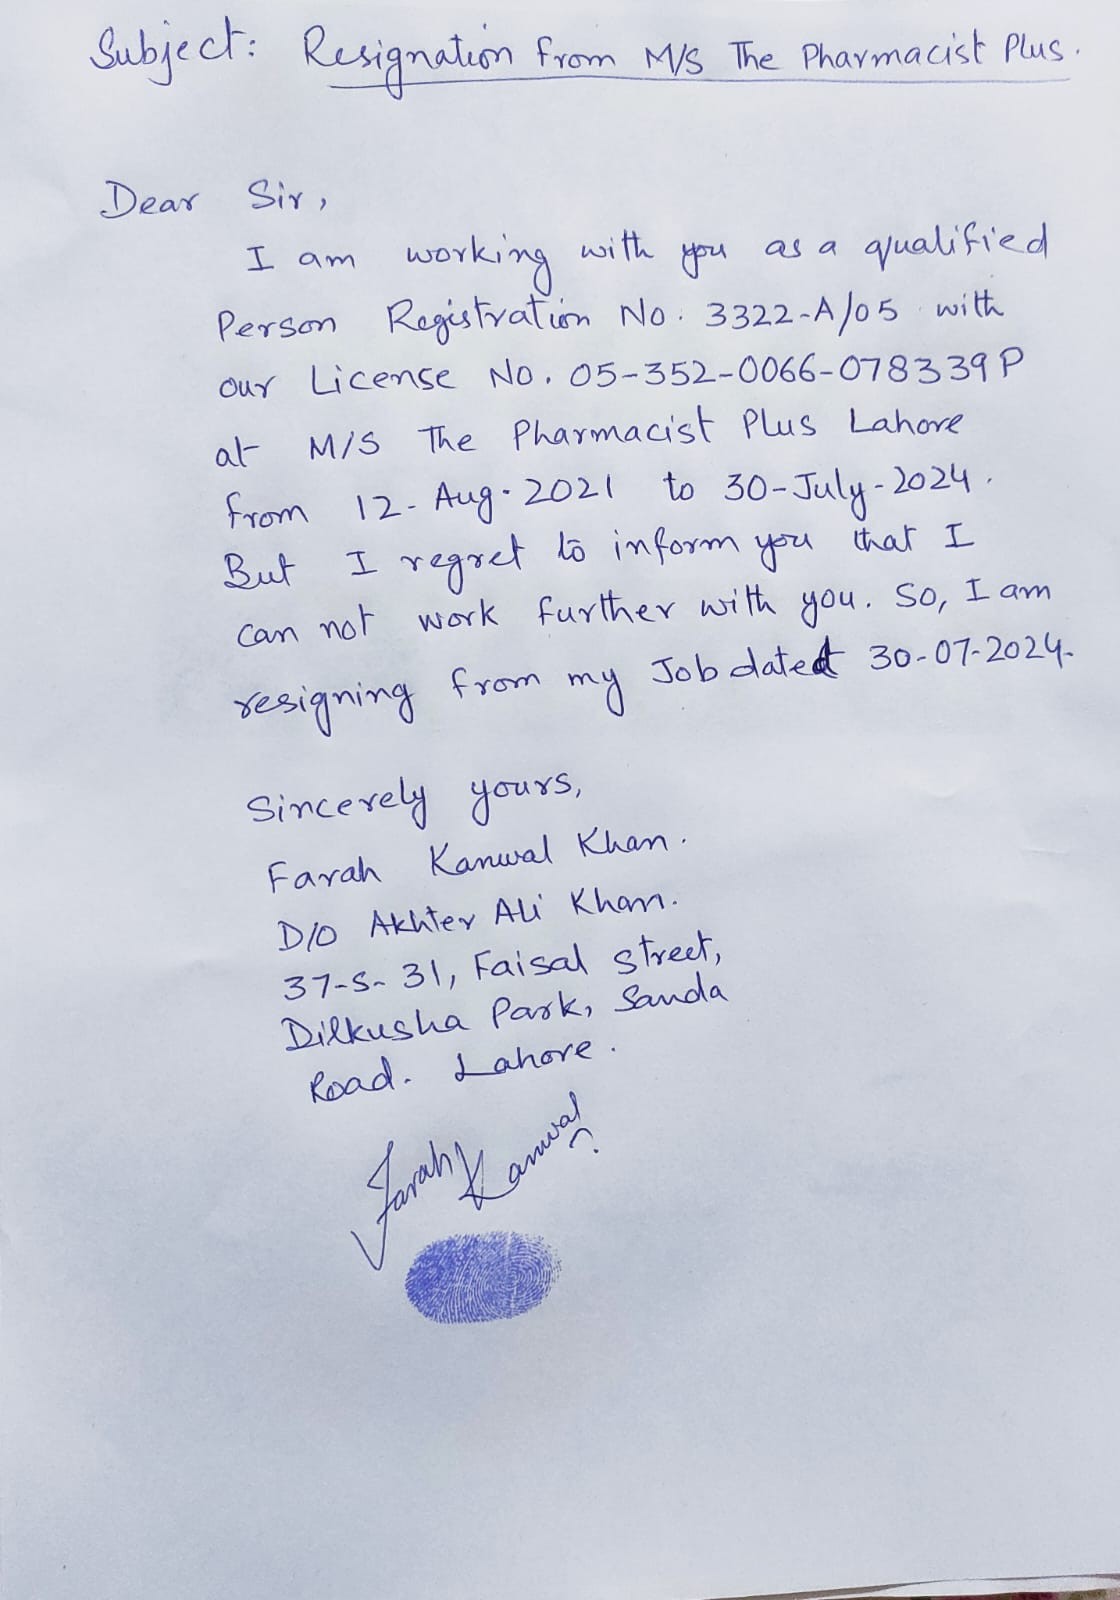 Subject: Resignation from M/S The Pharmacist Plus.
Dear Sir,
I am working with you as a qualified
Person Registration No. 3322-A/05 with
our License No. 05-352-0066-078339P
at M/S The Pharmacist Plus Lahore
from 12-Aug-2021 to 30-July-2024.
But I regret to inform you that I
can not work further with you. So, I am
resigning from my Job dated 30-07-2024.
Sincerely yours,
Farah Kanwal Khan.
D/O Akhter Ali Khan.
37-S-31, Faisal street,
Dilkusha Park, Sanda
Road. Lahore.
Farah Kanwal